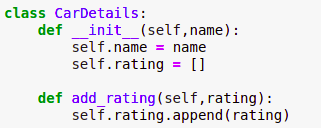 class CarDetails:
    def __init__(self,name):
        self.name = name
        self.rating = []

    def add_rating(self,rating):
        self.rating.append(rating)